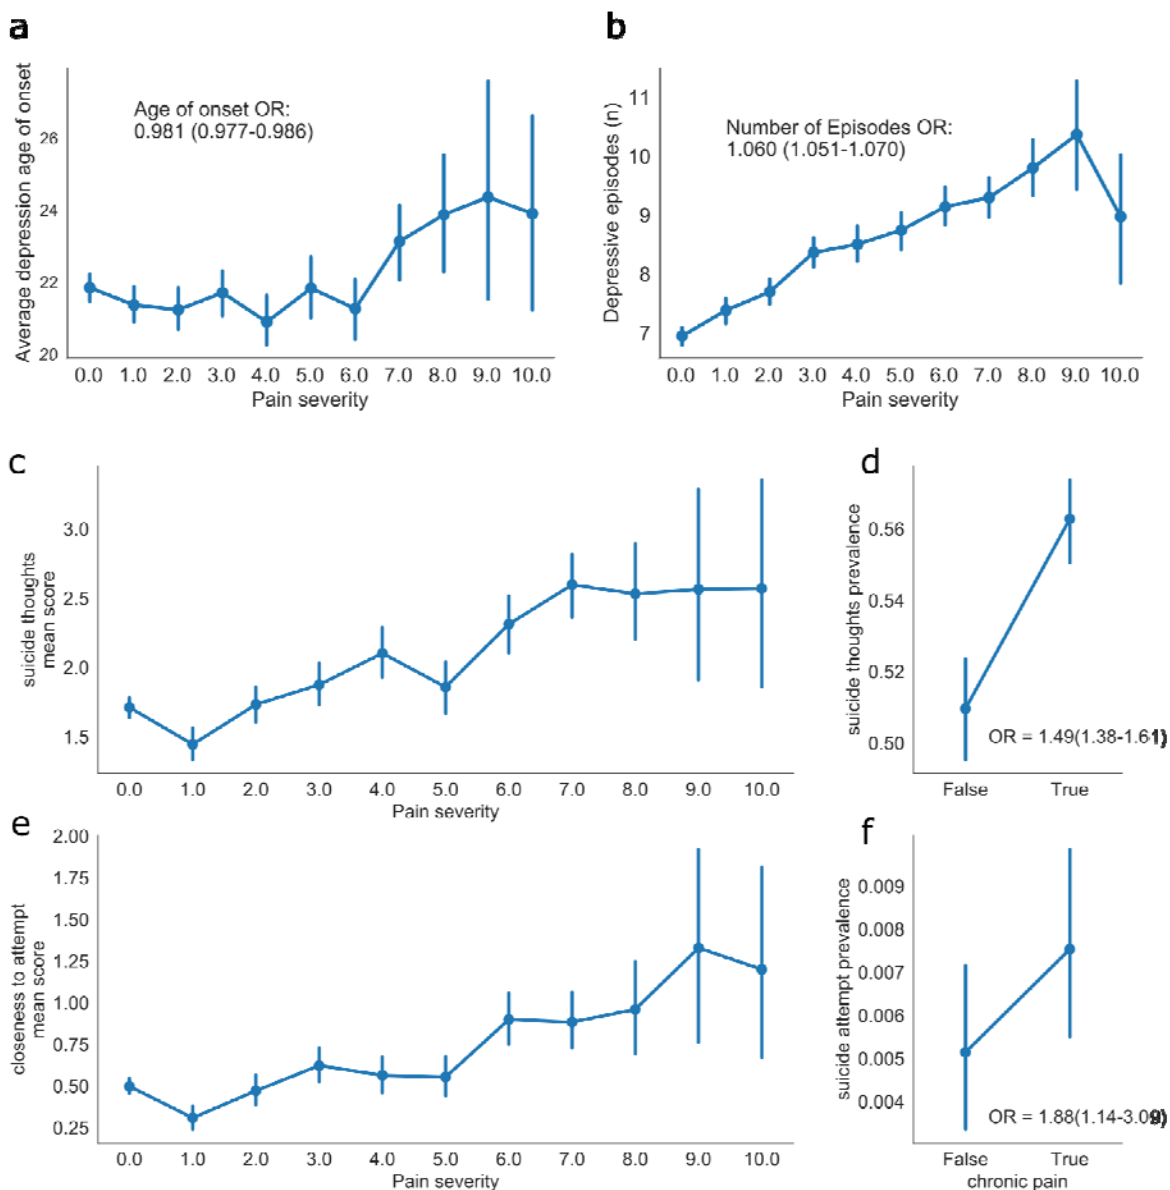 a
Average depression age of onset
Age of onset OR:
0.981 (0.977-0.986)
26
24
22
20
0.0 1.0 2.0 3.0 4.0 5.0 6.0 7.0 8.0 9.0 10.0
Pain severity
b
Depressive episodes (n)
Number of Episodes OR:
1.060 (1.051-1.070)
11
10
9
8
7
0.0 1.0 2.0 3.0 4.0 5.0 6.0 7.0 8.0 9.0 10.0
Pain severity
c
suicide thoughts
mean score
3.0
2.5
2.0
1.5
0.0 1.0 2.0 3.0 4.0 5.0 6.0 7.0 8.0 9.0 10.0
Pain severity
d
suicide thoughts prevalence
0.56
0.54
0.52
0.50
OR = 1.49(1.38-1.61)
False True
e
closeness to attempt
mean score
2.00
1.75
1.50
1.25
1.00
0.75
0.50
0.25
0.0 1.0 2.0 3.0 4.0 5.0 6.0 7.0 8.0 9.0 10.0
Pain severity
f
suicide attempt prevalence
0.009
0.008
0.007
0.006
0.005
0.004
OR = 1.88(1.14-3.09)
False True
chronic pain